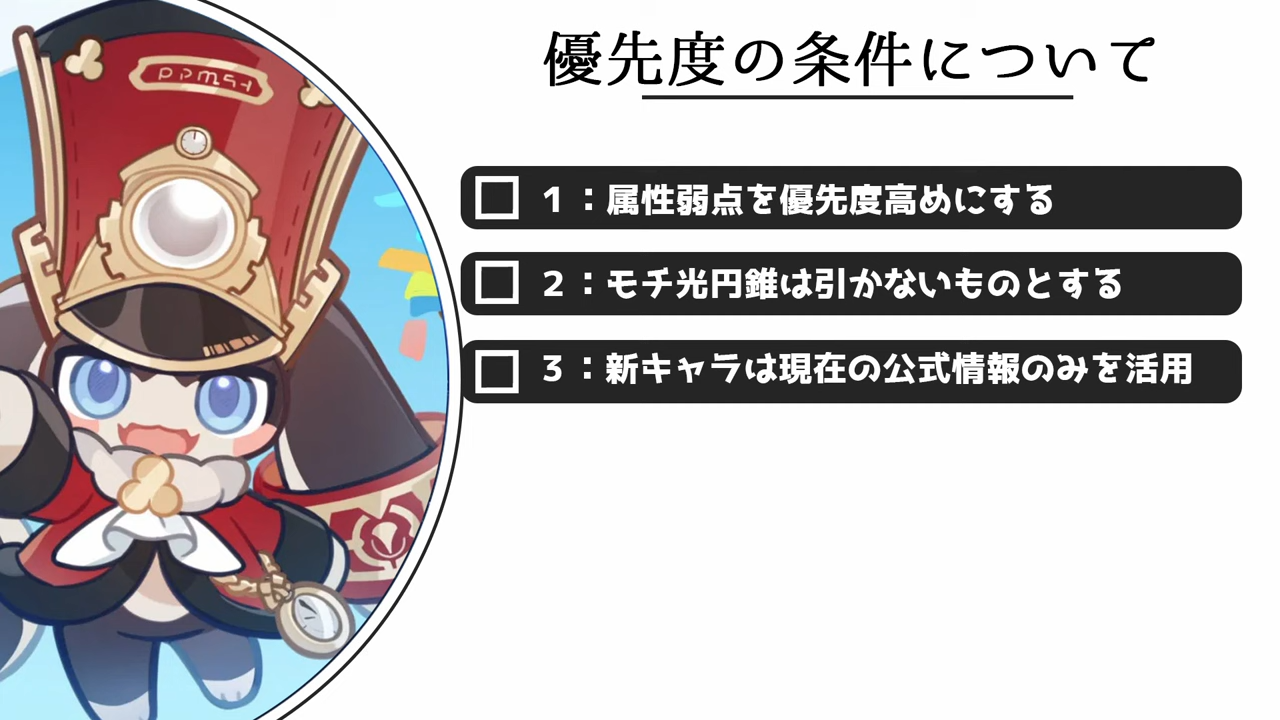 優先度の条件について
１：属性弱点を優先度高めにする
２：モチ光円錐は引かないものとする
３：新キャラは現在の公式情報のみを活用